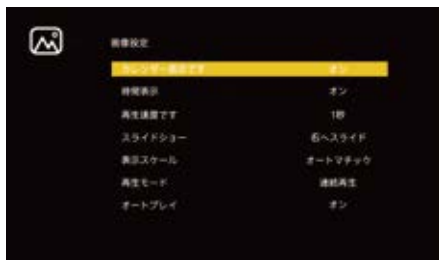 画像設定
カレンダー表示です オン
時間表示 オン
再生速度です 1秒
スライドショー 右へスライド
表示スケール オートマチック
再生モード 連続再生
オートプレイ オン